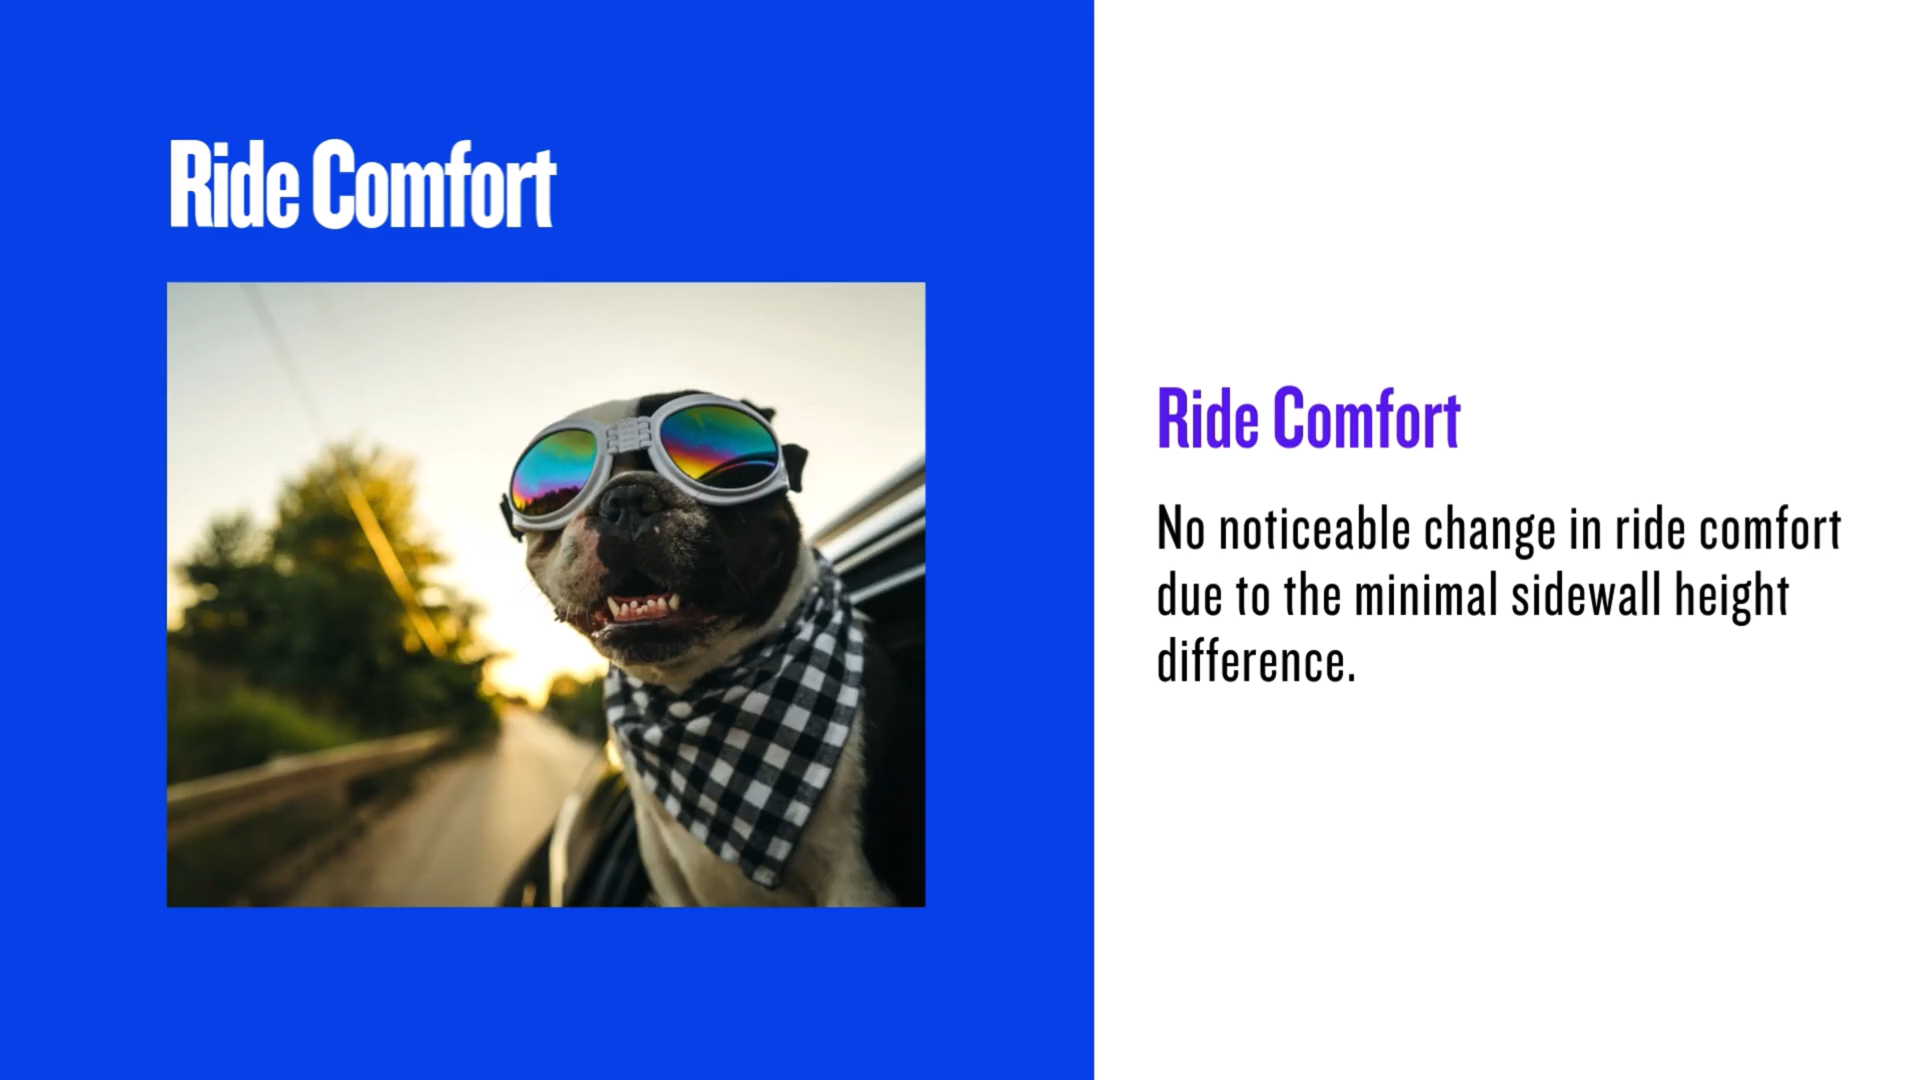 Ride Comfort
Ride Comfort
No noticeable change in ride comfort
due to the minimal sidewall height
difference.